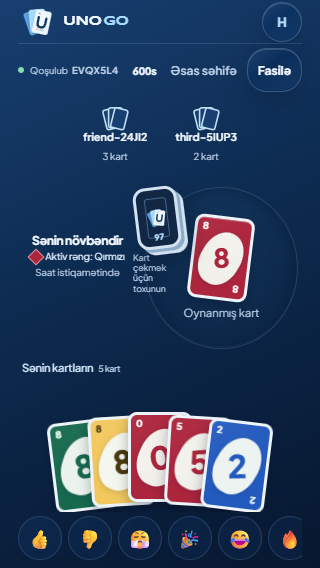 UNO GO
H
Qoşulub EVQX5L4 600s Əsas səhifə Fasilə
friend-24JI2
3 kart
third-5IUP3
2 kart
Sənin növbəndir
Aktiv rəng: Qırmızı
Saat istiqamətində
U
97
Kart
çəkmək
üçün
toxunun
8
8
8
Oynanmış kart
Sənin kartların 5 kart
8
8
8
8
0
0
5
5
2
2
2